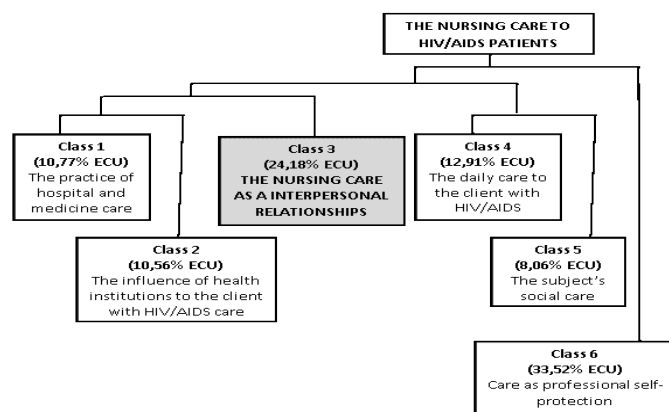 THE NURSING CARE TO
HIV/AIDS PATIENTS
Class 1
(10,77% ECU)
The practice of
hospital and
medicine care
Class 3
(24,18% ECU)
THE NURSING CARE
AS A INTERPERSONAL
RELATIONSHIPS
Class 4
(12,91% ECU)
The daily care to
the client with
HIV/AIDS
Class 2
(10,56% ECU)
The influence of health
institutions to the client
with HIV/AIDS care
Class 5
(8,06% ECU)
The subject's
social care
Class 6
(33,52% ECU)
Care as professional self-
protection